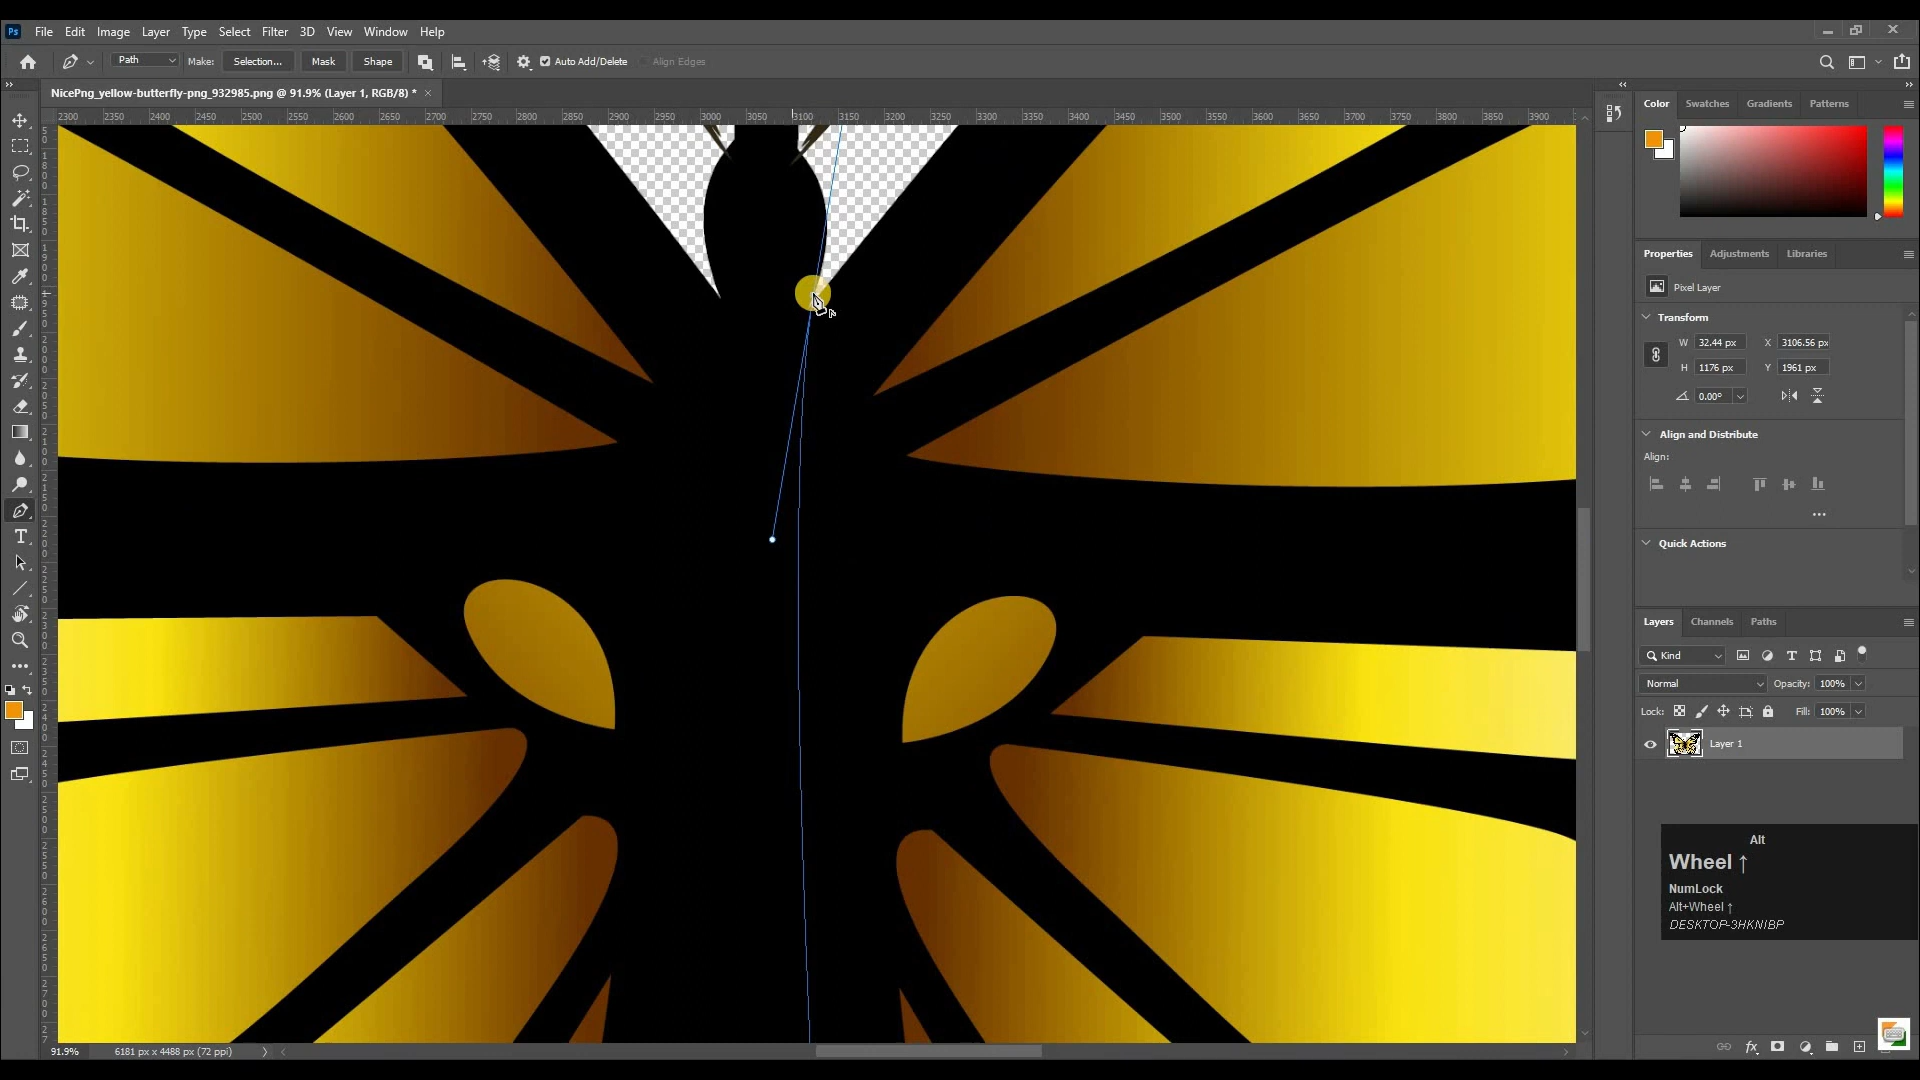 Ps File Edit Image Layer Type Select Filter 3D View Window Help
Path Make: Selection... Mask Shape Auto Add/Delete Align Edges
NicePng_yellow-butterfly-png_932985.png @ 91.9% (Layer 1, RGB/8) * ×
2300 2350 2400 2450 2500 2550 2600 2650 2700 2750 2800 2850 2900 2950 3000 3050 3100 3150 3200 3250 3300 3350 3400 3450 3500 3550 3600 3650 3700 3750 3800 3850 3900
Color Swatches Gradients Patterns
Properties Adjustments Libraries
Pixel Layer
Transform
W 32.44 px X 3106.56 px
H 1176 px Y 1961 px
0.00°
Align and Distribute
Align:
Quick Actions
Layers Channels Paths
Kind
Normal Opacity: 100%
Lock: Fill: 100%
Layer 1
Alt
Wheel ↑
NumLock
Alt+Wheel ↑
DESKTOP-3HKNIBP
91.9% 6181 px x 4488 px (72 ppi)